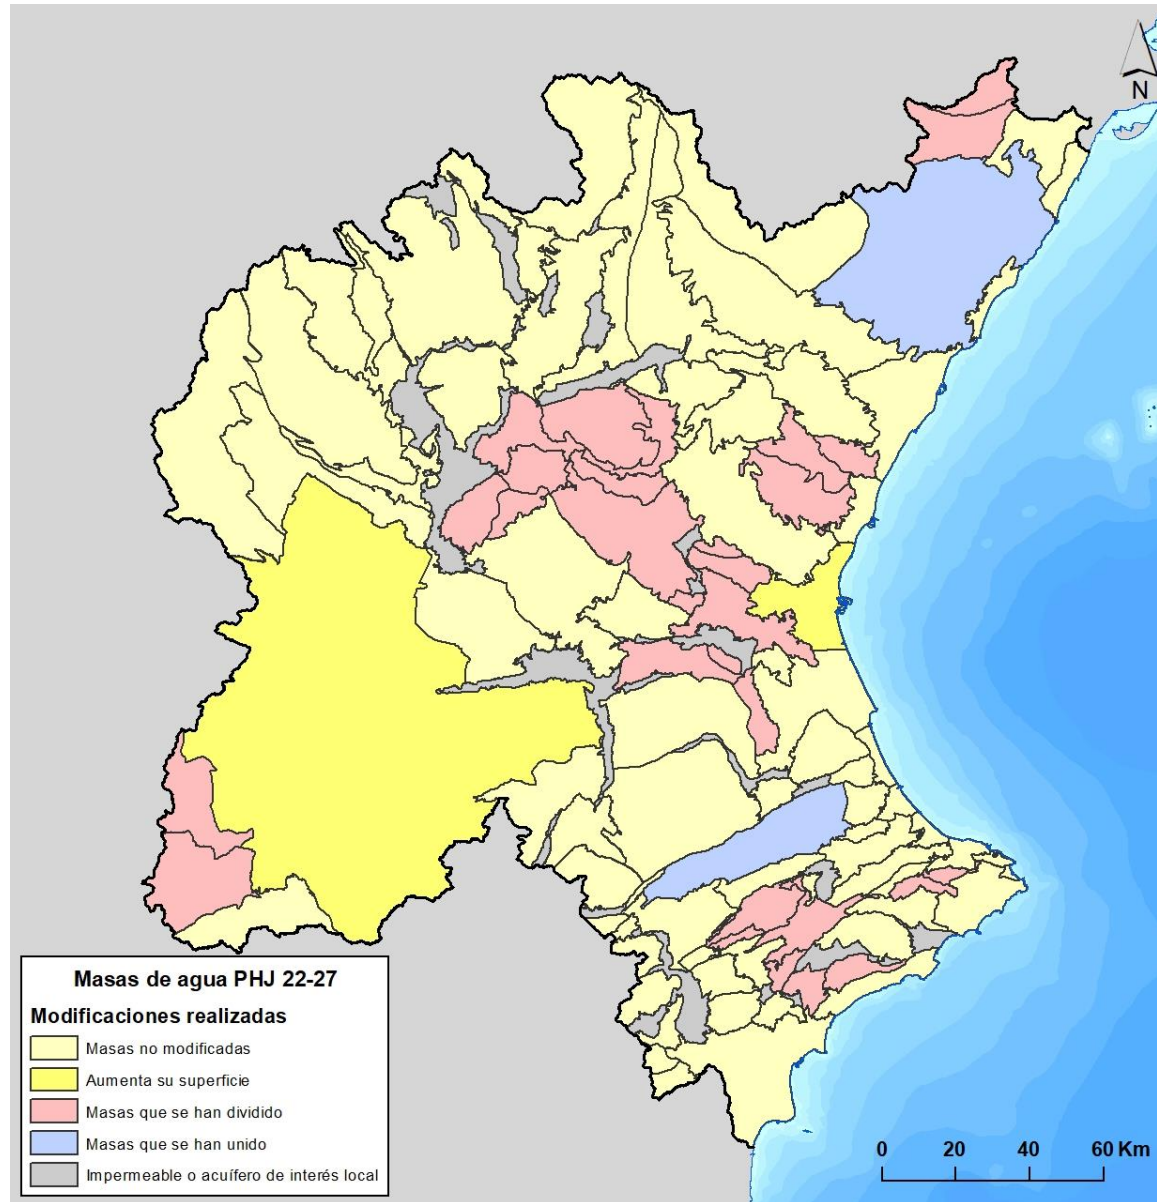 N
Masas de agua PHJ 22-27
Modificaciones realizadas
Masas no modificadas
Aumenta su superficie
Masas que se han dividido
Masas que se han unido
Impermeable o acuífero de interés local
0 20 40 60 Km